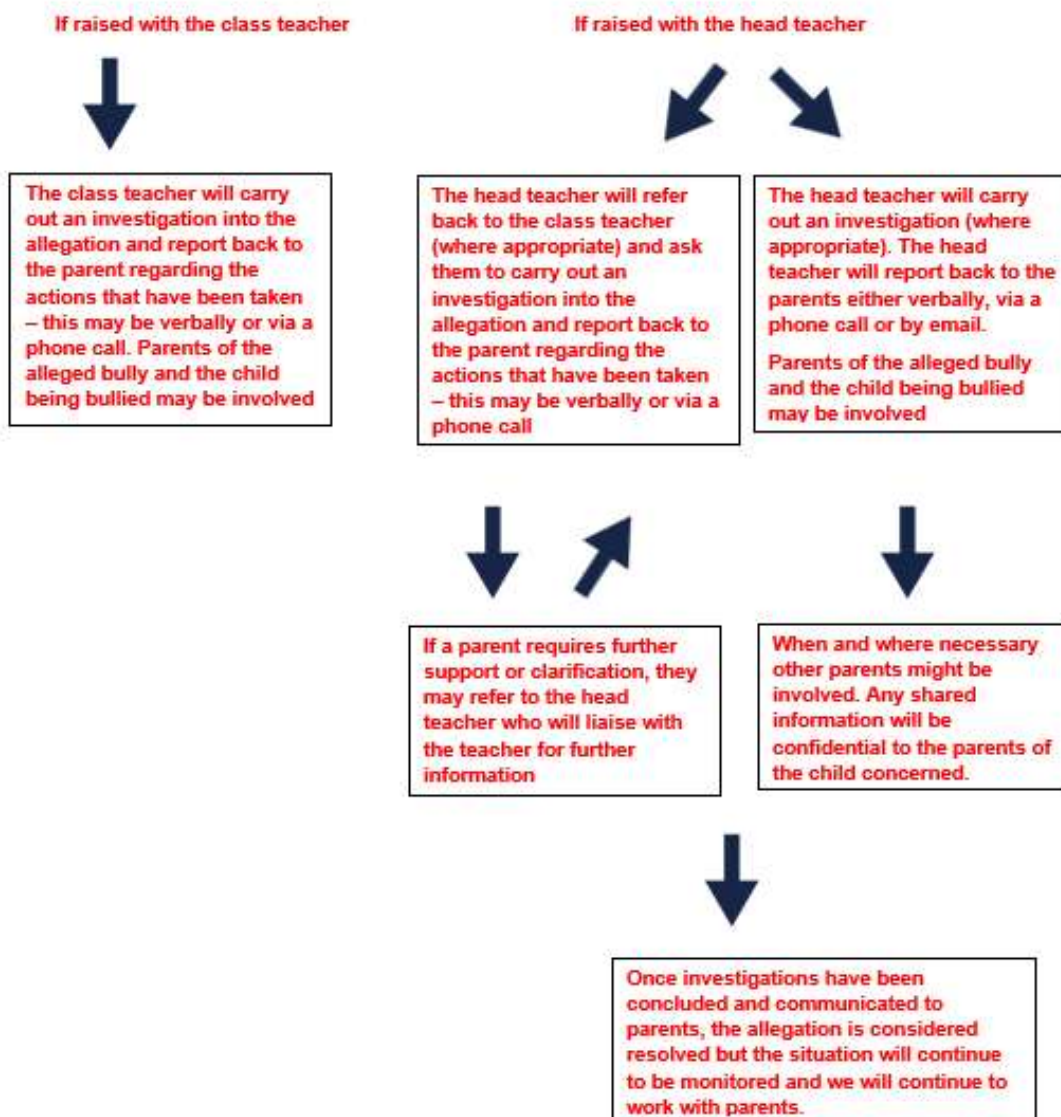 If raised with the class teacher
If raised with the head teacher
The class teacher will carry
out an investigation into the
allegation and report back to
the parent regarding the
actions that have been taken
– this may be verbally or via a
phone call. Parents of the
alleged bully and the child
being bullied may be involved
The head teacher will refer
back to the class teacher
(where appropriate) and ask
them to carry out an
investigation into the
allegation and report back to
the parent regarding the
actions that have been taken
– this may be verbally or via a
phone call
The head teacher will carry
out an investigation (where
appropriate). The head
teacher will report back to the
parents either verbally, via a
phone call or by email.
Parents of the alleged bully
and the child being bullied
may be involved
If a parent requires further
support or clarification, they
may refer to the head
teacher who will liaise with
the teacher for further
information
When and where necessary
other parents might be
involved. Any shared
information will be
confidential to the parents of
the child concerned.
Once investigations have been
concluded and communicated to
parents, the allegation is considered
resolved but the situation will continue
to be monitored and we will continue to
work with parents.